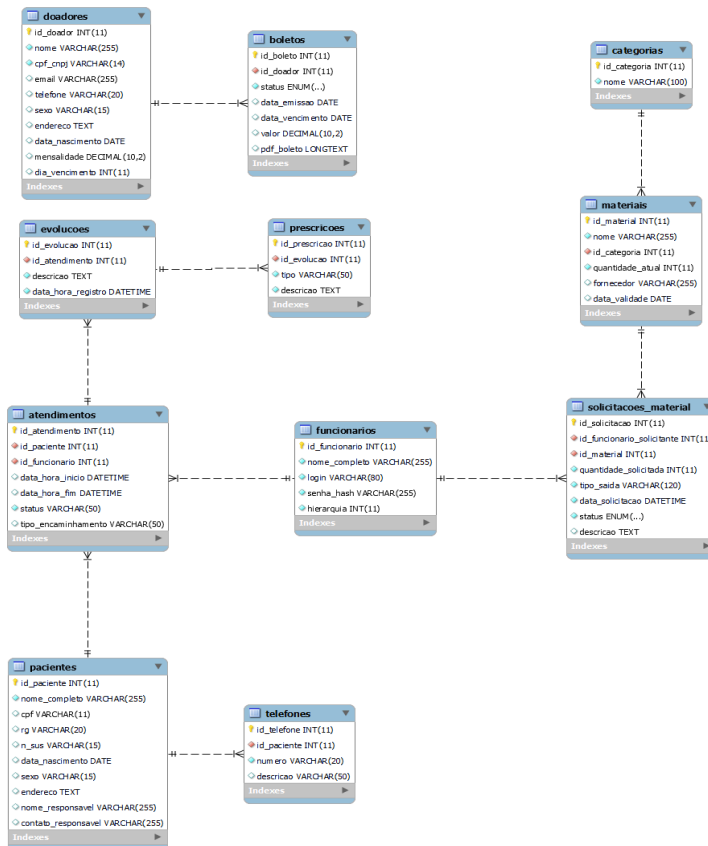 doadores
id_doador INT(11)
nome VARCHAR(255)
cpf_cnpj VARCHAR(14)
email VARCHAR(255)
telefone VARCHAR(20)
sexo VARCHAR(15)
endereco TEXT
data_nascimento DATE
mensalidade DECIMAL(10,2)
dia_vencimento INT(11)
Indexes
boletos
id_boleto INT(11)
id_doador INT(11)
status ENUM(...)
data_emissao DATE
data_vencimento DATE
valor DECIMAL(10,2)
pdf_boleto LONGTEXT
Indexes
categorias
id_categoria INT(11)
nome VARCHAR(100)
Indexes
evolucoes
id_evolucao INT(11)
id_atendimento INT(11)
descricao TEXT
data_hora_registro DATETIME
Indexes
prescricoes
id_prescricao INT(11)
id_evolucao INT(11)
tipo VARCHAR(50)
descricao TEXT
Indexes
materiais
id_material INT(11)
nome VARCHAR(255)
id_categoria INT(11)
quantidade_atual INT(11)
fornecedor VARCHAR(255)
data_validade DATE
Indexes
atendimentos
id_atendimento INT(11)
id_paciente INT(11)
id_funcionario INT(11)
data_hora_inicio DATETIME
data_hora_fim DATETIME
status VARCHAR(50)
tipo_encaminhamento VARCHAR(50)
Indexes
funcionarios
id_funcionario INT(11)
nome_completo VARCHAR(255)
login VARCHAR(80)
senha_hash VARCHAR(255)
hierarquia INT(11)
Indexes
solicitacoes_material
id_solicitacao INT(11)
id_funcionario_solicitante INT(11
id_material INT(11)
quantidade_solicitada INT(11)
tipo_saida VARCHAR(120)
data_solicitacao DATETIME
status ENUM(...)
descricao TEXT
Indexes
pacientes
id_paciente INT(11)
nome_completo VARCHAR(255)
cpf VARCHAR(11)
rg VARCHAR(20)
n_sus VARCHAR(15)
data_nascimento DATE
sexo VARCHAR(15)
endereco TEXT
nome_responsavel VARCHAR(255)
contato_responsavel VARCHAR(255)
Indexes
telefones
id_telefone INT(11)
id_paciente INT(11)
numero VARCHAR(20)
descricao VARCHAR(50)
Indexes